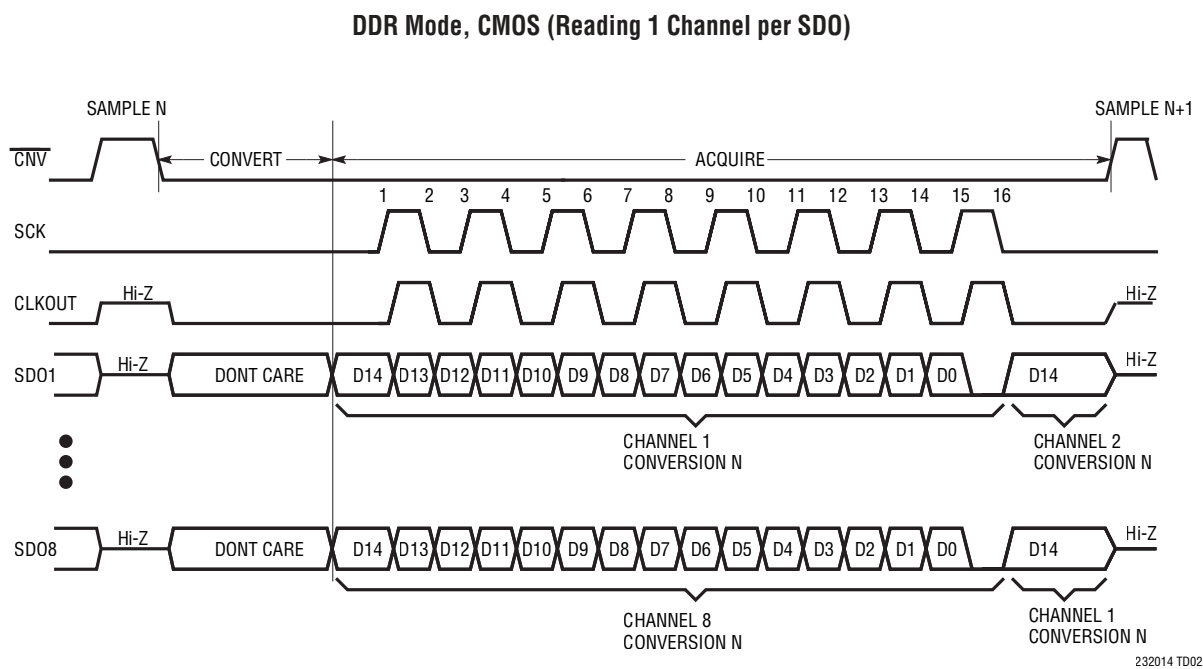 DDR Mode, CMOS (Reading 1 Channel per SDO)
SAMPLE N SAMPLE N+1
CNV CONVERT ACQUIRE
1 2 3 4 5 6 7 8 9 10 11 12 13 14 15 16
SCK
CLKOUT Hi-Z Hi-Z
SDO1 Hi-Z DONT CARE D14 D13 D12 D11 D10 D9 D8 D7 D6 D5 D4 D3 D2 D1 D0 D14 Hi-Z
CHANNEL 1
CONVERSION N
CHANNEL 2
CONVERSION N
SDO8 Hi-Z DONT CARE D14 D13 D12 D11 D10 D9 D8 D7 D6 D5 D4 D3 D2 D1 D0 D14 Hi-Z
CHANNEL 8
CONVERSION N
CHANNEL 1
CONVERSION N
232014 TD02